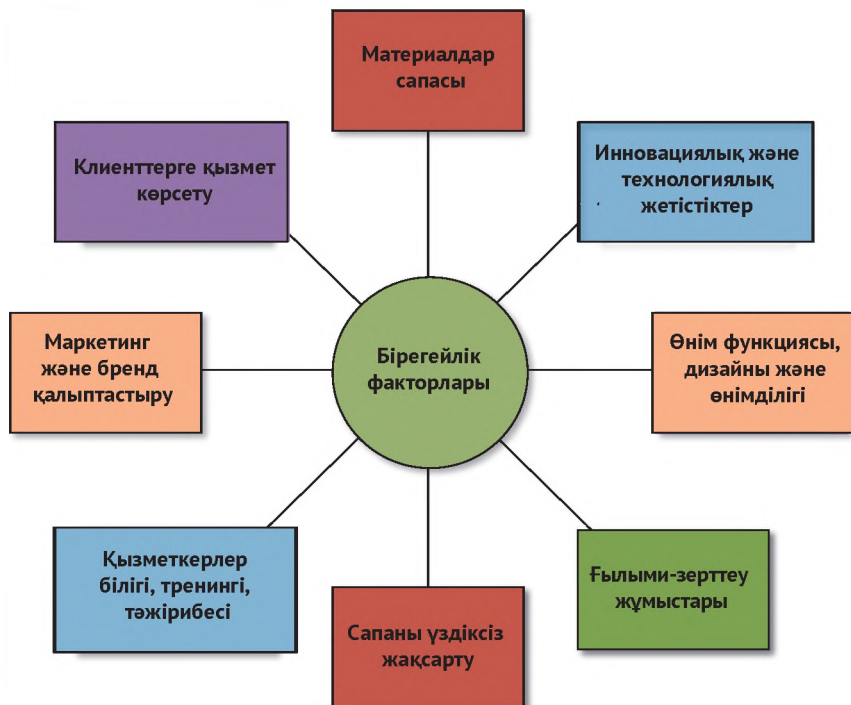 Материалдар
сапасы
Клиенттерге қызмет
көрсету
Инновациялық және
технологиялық
жетістіктер
Маркетинг
және бренд
қалыптастыру
Бірегейлік
факторлары
Өнім функциясы,
дизайны және
өнімділігі
Қызметкерлер
білігі, тренингі,
тәжірибесі
Сапаны үздіксіз
жақсарту
Ғылыми-зерттеу
жұмыстары